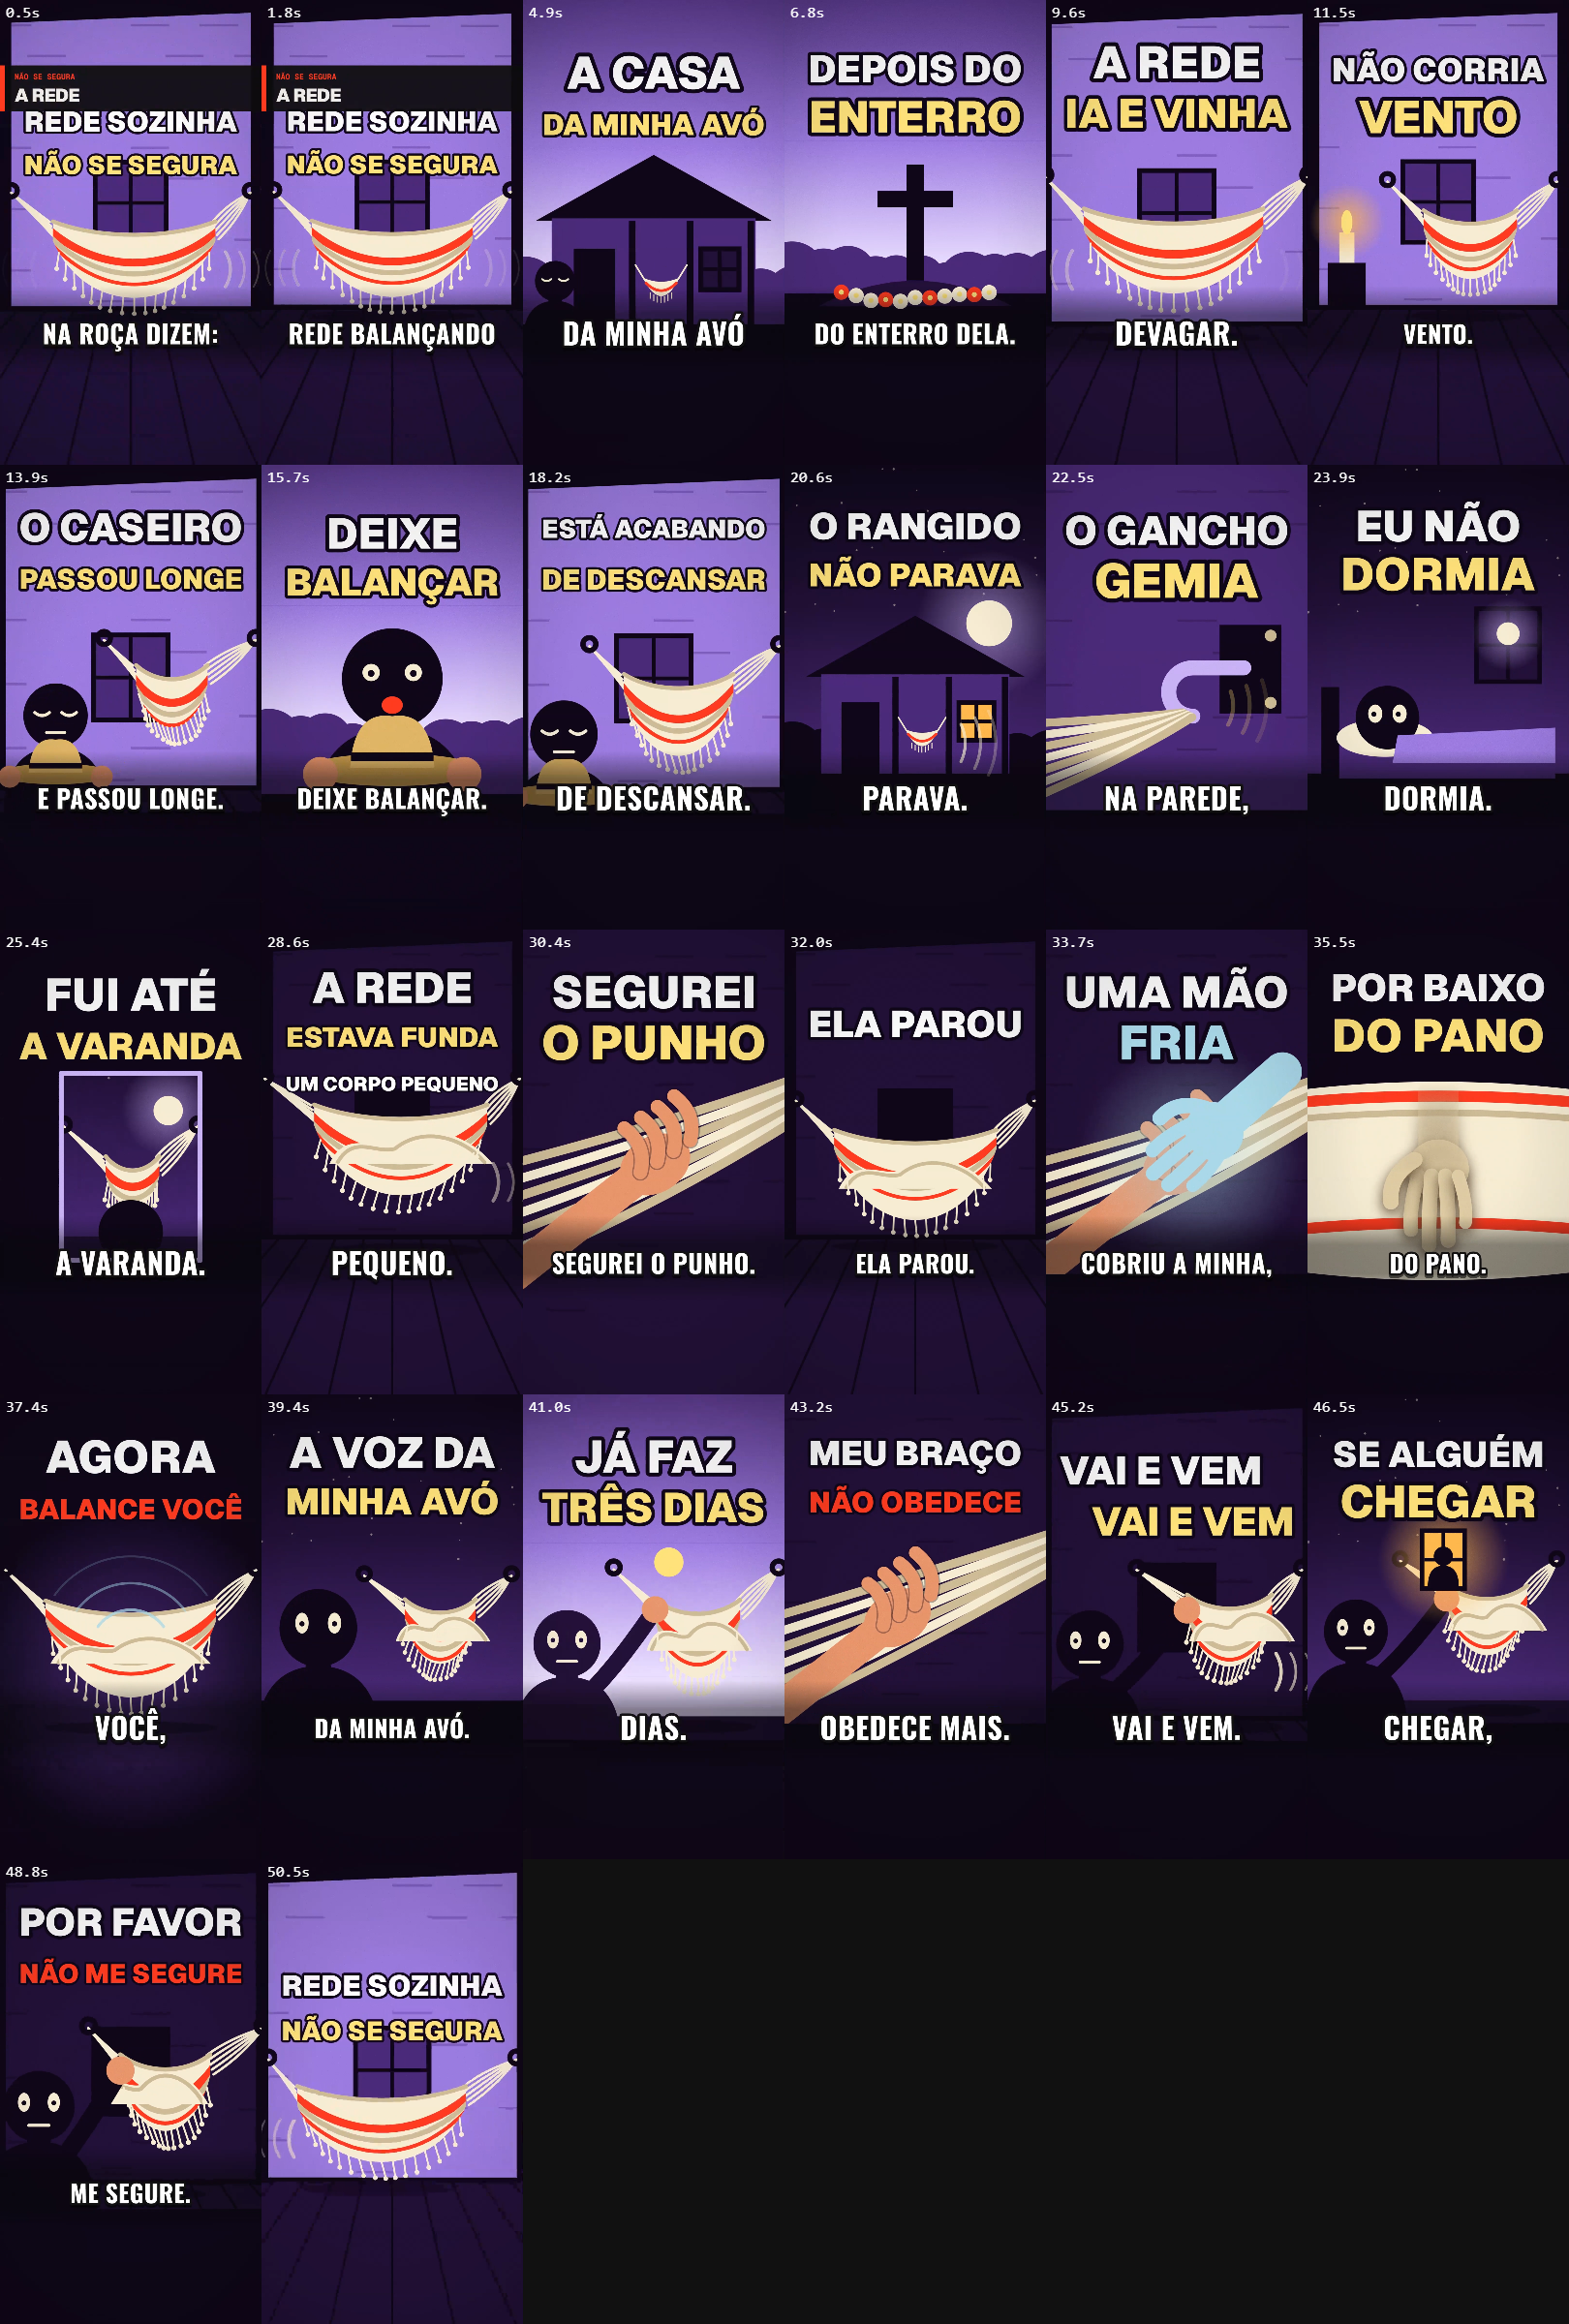 0.5s
NÃO SE SEGURA
A REDE
REDE SOZINHA
NÃO SE SEGURA
NA ROÇA DIZEM:
1.8s
NÃO SE SEGURA
A REDE
REDE SOZINHA
NÃO SE SEGURA
REDE BALANÇANDO
4.9s
A CASA
DA MINHA AVÓ
DA MINHA AVÓ
6.8s
DEPOIS DO
ENTERRO
DO ENTERRO DELA.
9.6s
A REDE
IA E VINHA
DEVAGAR.
11.5s
NÃO CORRIA
VENTO
VENTO.
13.9s
O CASEIRO
PASSOU LONGE
E PASSOU LONGE.
15.7s
DEIXE
BALANÇAR
DEIXE BALANÇAR.
18.2s
ESTÁ ACABANDO
DE DESCANSAR
DE DESCANSAR.
20.6s
O RANGIDO
NÃO PARAVA
PARAVA.
22.5s
O GANCHO
GEMIA
NA PAREDE,
23.9s
EU NÃO
DORMIA
DORMIA.
25.4s
FUI ATÉ
A VARANDA
A VARANDA.
28.6s
A REDE
ESTAVA FUNDA
UM CORPO PEQUENO
PEQUENO.
30.4s
SEGUREI
O PUNHO
SEGUREI O PUNHO.
32.0s
ELA PAROU
ELA PAROU.
33.7s
UMA MÃO
FRIA
COBRIU A MINHA,
35.5s
POR BAIXO
DO PANO
DO PANO.
37.4s
AGORA
BALANCE VOCÊ
VOCÊ,
39.4s
A VOZ DA
MINHA AVÓ
DA MINHA AVÓ.
41.0s
JÁ FAZ
TRÊS DIAS
DIAS.
43.2s
MEU BRAÇO
NÃO OBEDECE
OBEDECE MAIS.
45.2s
VAI E VEM
VAI E VEM
VAI E VEM.
46.5s
SE ALGUÉM
CHEGAR
CHEGAR,
48.8s
POR FAVOR
NÃO ME SEGURE
ME SEGURE.
50.5s
REDE SOZINHA
NÃO SE SEGURA